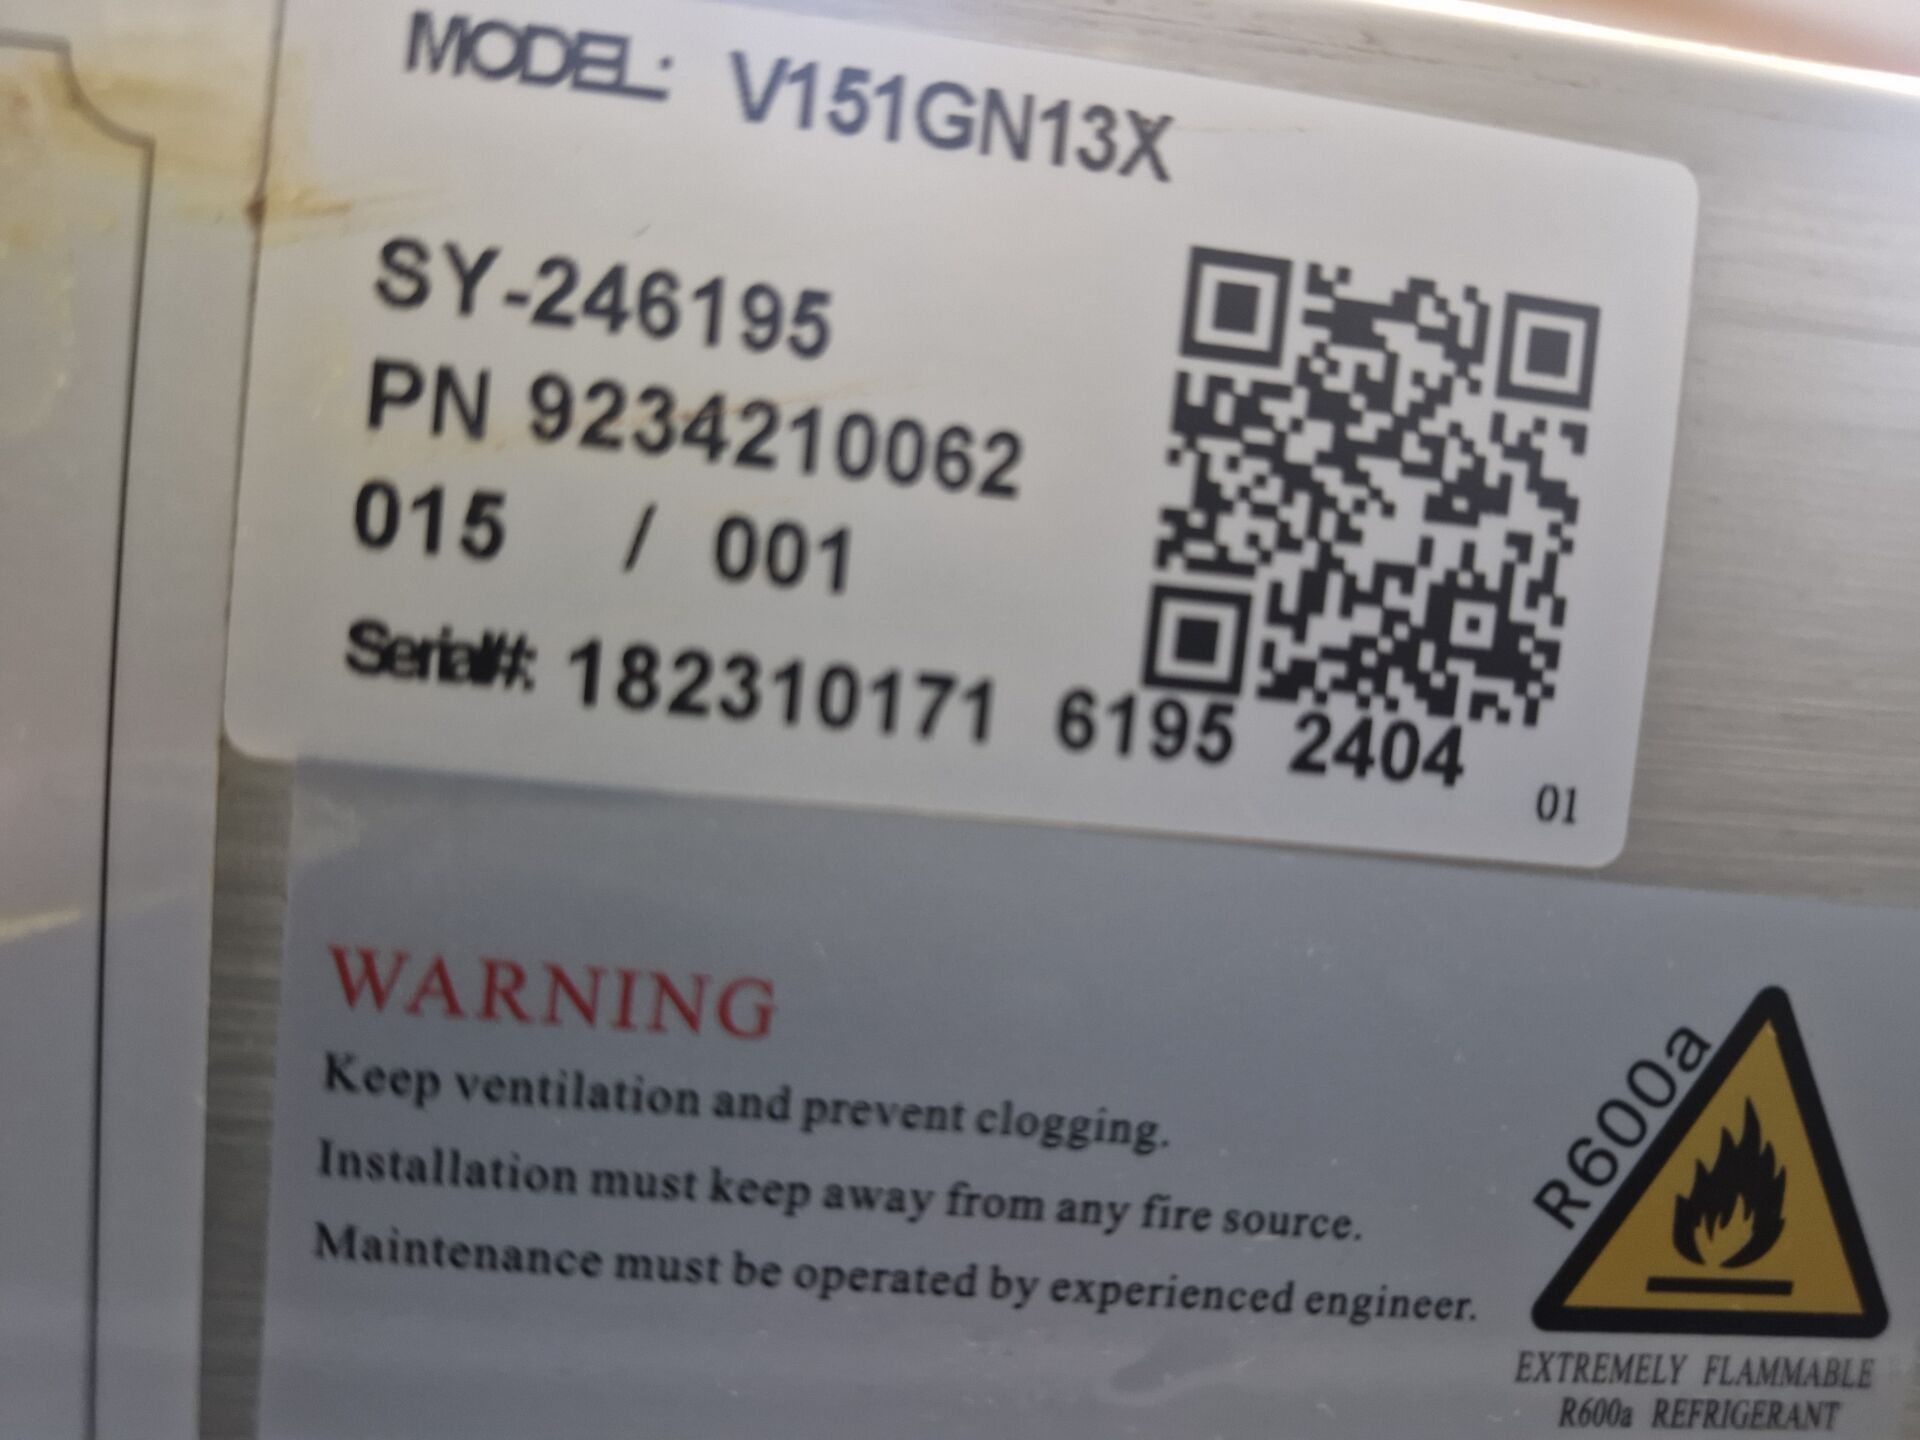 MODEL: V151GN13X
SY-246195
PN 9234210062
015 / 001
Serial#: 182310171 6195 2404
01
WARNING
Keep ventilation and prevent clogging.
Installation must keep away from any fire source.
Maintenance must be operated by experienced engineer.
R600a
EXTREMELY FLAMMABLE
R600a REFRIGERANT